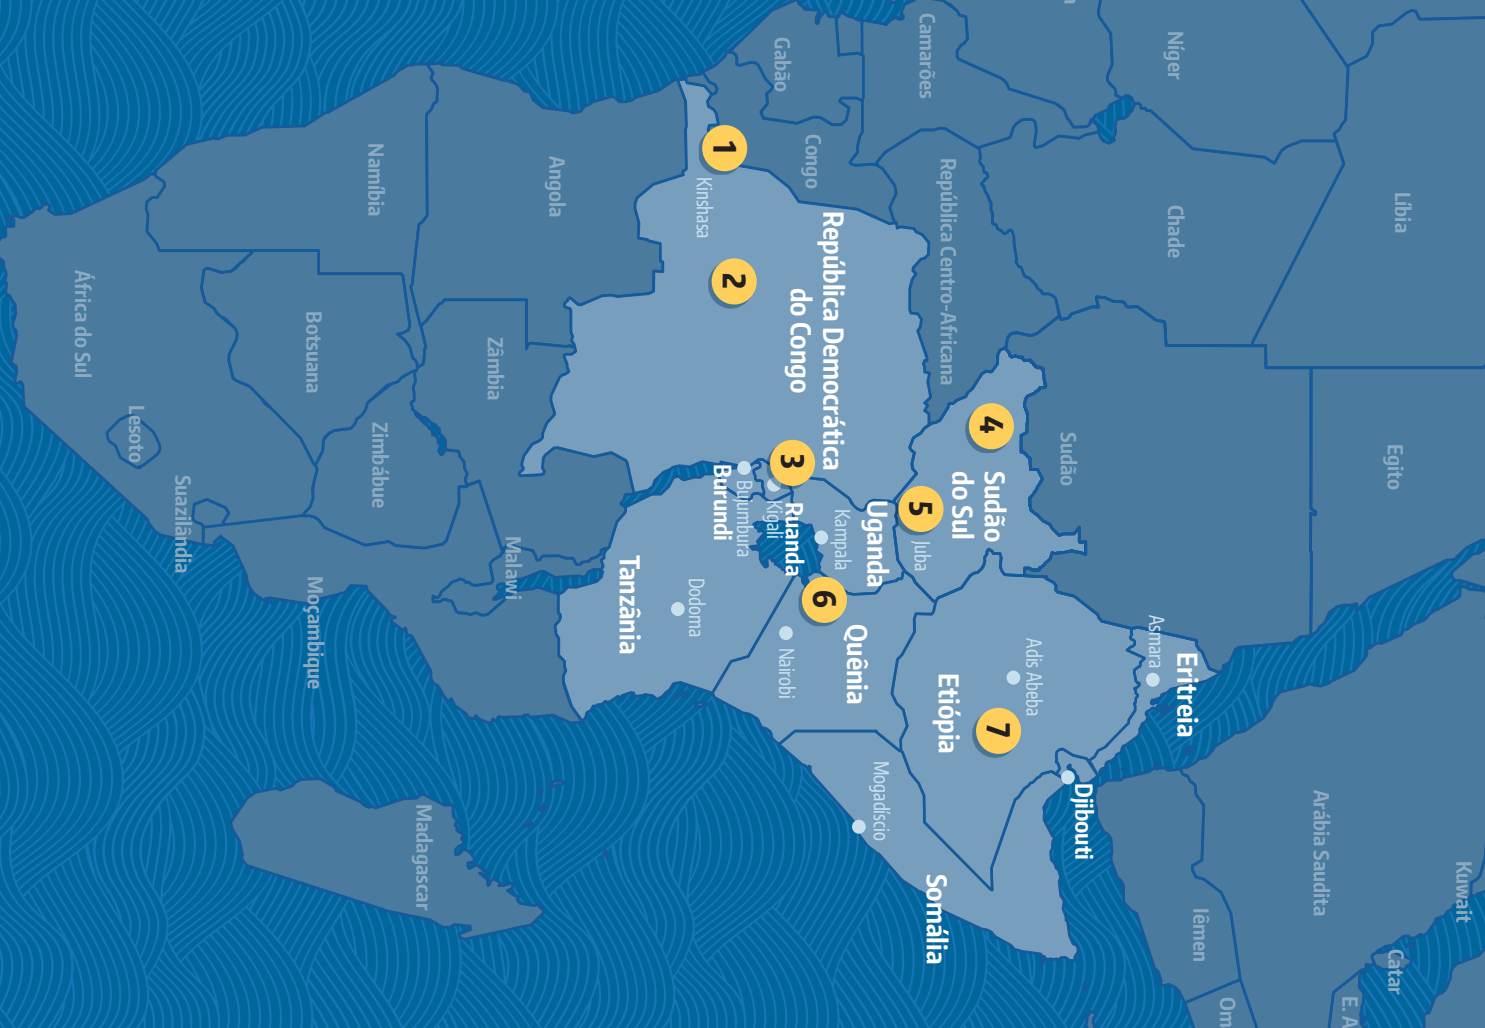 Kuwait
Líbia
Egito
Catar
E. A
Arábia Saudita
Om
Iêmen
Níger
Chade
Eritreia
Asmara
Sudão
Djibouti
Adis Abeba
7
4
Sudão
do Sul
Etiópia
República Centro-Africana
Camarões
Somália
5
Juba
Uganda
Mogadíscio
Quênia
Kampala
6
República Democrática
do Congo
Congo
Gabão
3
Ruanda
Nairobi
Kigali
Bujumbura
2
1
Burundi
Kinshasa
Dodoma
Tanzânia
Angola
Malawi
Zâmbia
Madagascar
Zimbábue
Namíbia
Botsuana
Moçambique
Suazilândia
Lesoto
África do Sul